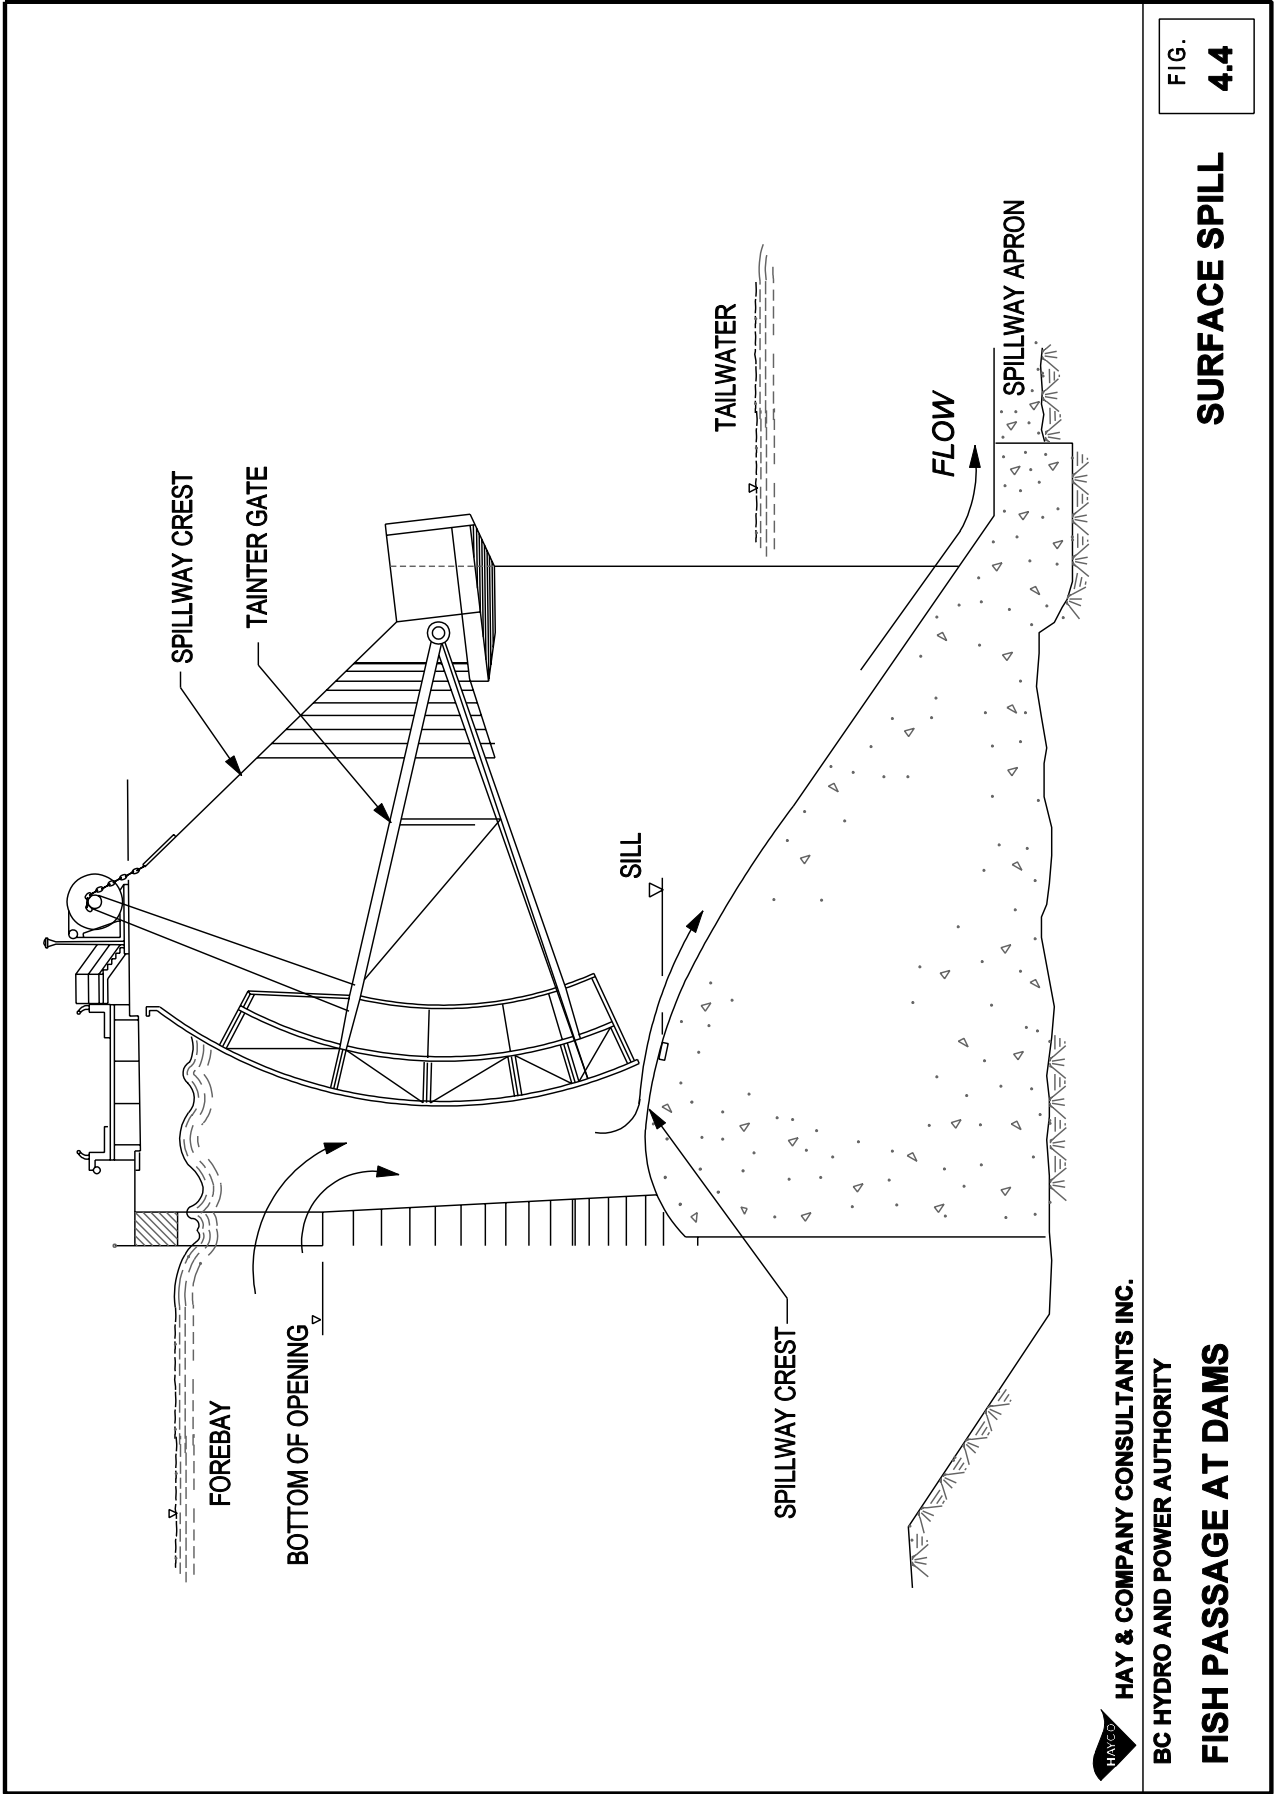 SPILLWAY CREST
TAINTER GATE
FOREBAY
BOTTOM OF OPENING
SILL
TAILWATER
FLOW
SPILLWAY APRON
SPILLWAY CREST
HAYCO
HAY & COMPANY CONSULTANTS INC.
BC HYDRO AND POWER AUTHORITY
FISH PASSAGE AT DAMS
SURFACE SPILL
FIG.
4.4